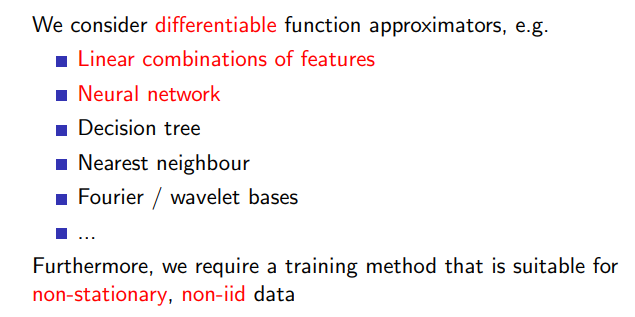 We consider differentiable function approximators, e.g.
Linear combinations of features
Neural network
Decision tree
Nearest neighbour
Fourier / wavelet bases
...
Furthermore, we require a training method that is suitable for
non-stationary, non-iid data